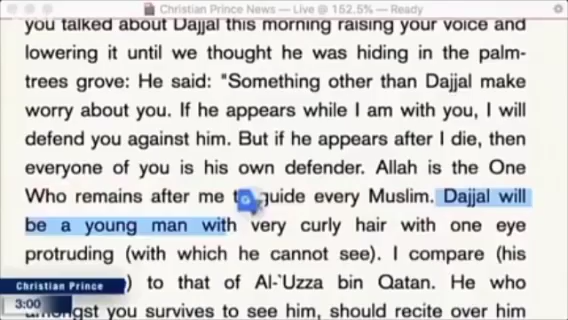 Christian Prince News — Live @ 152.5% — Ready
you talked about Dajjal this morning raising your voice and
lowering it until we thought he was hiding in the palm-
trees grove: He said: "Something other than Dajjal make
worry about you. If he appears while I am with you, I will
defend you against him. But if he appears after I die, then
everyone of you is his own defender. Allah is the One
Who remains after me guide every Muslim. Dajjal will
be a young man with very curly hair with one eye
protruding (with which he cannot see). I compare (his
) to that of Al-`Uzza bin Qatan. He who
you survives to see him, should recite over him
Christian Prince
3:00